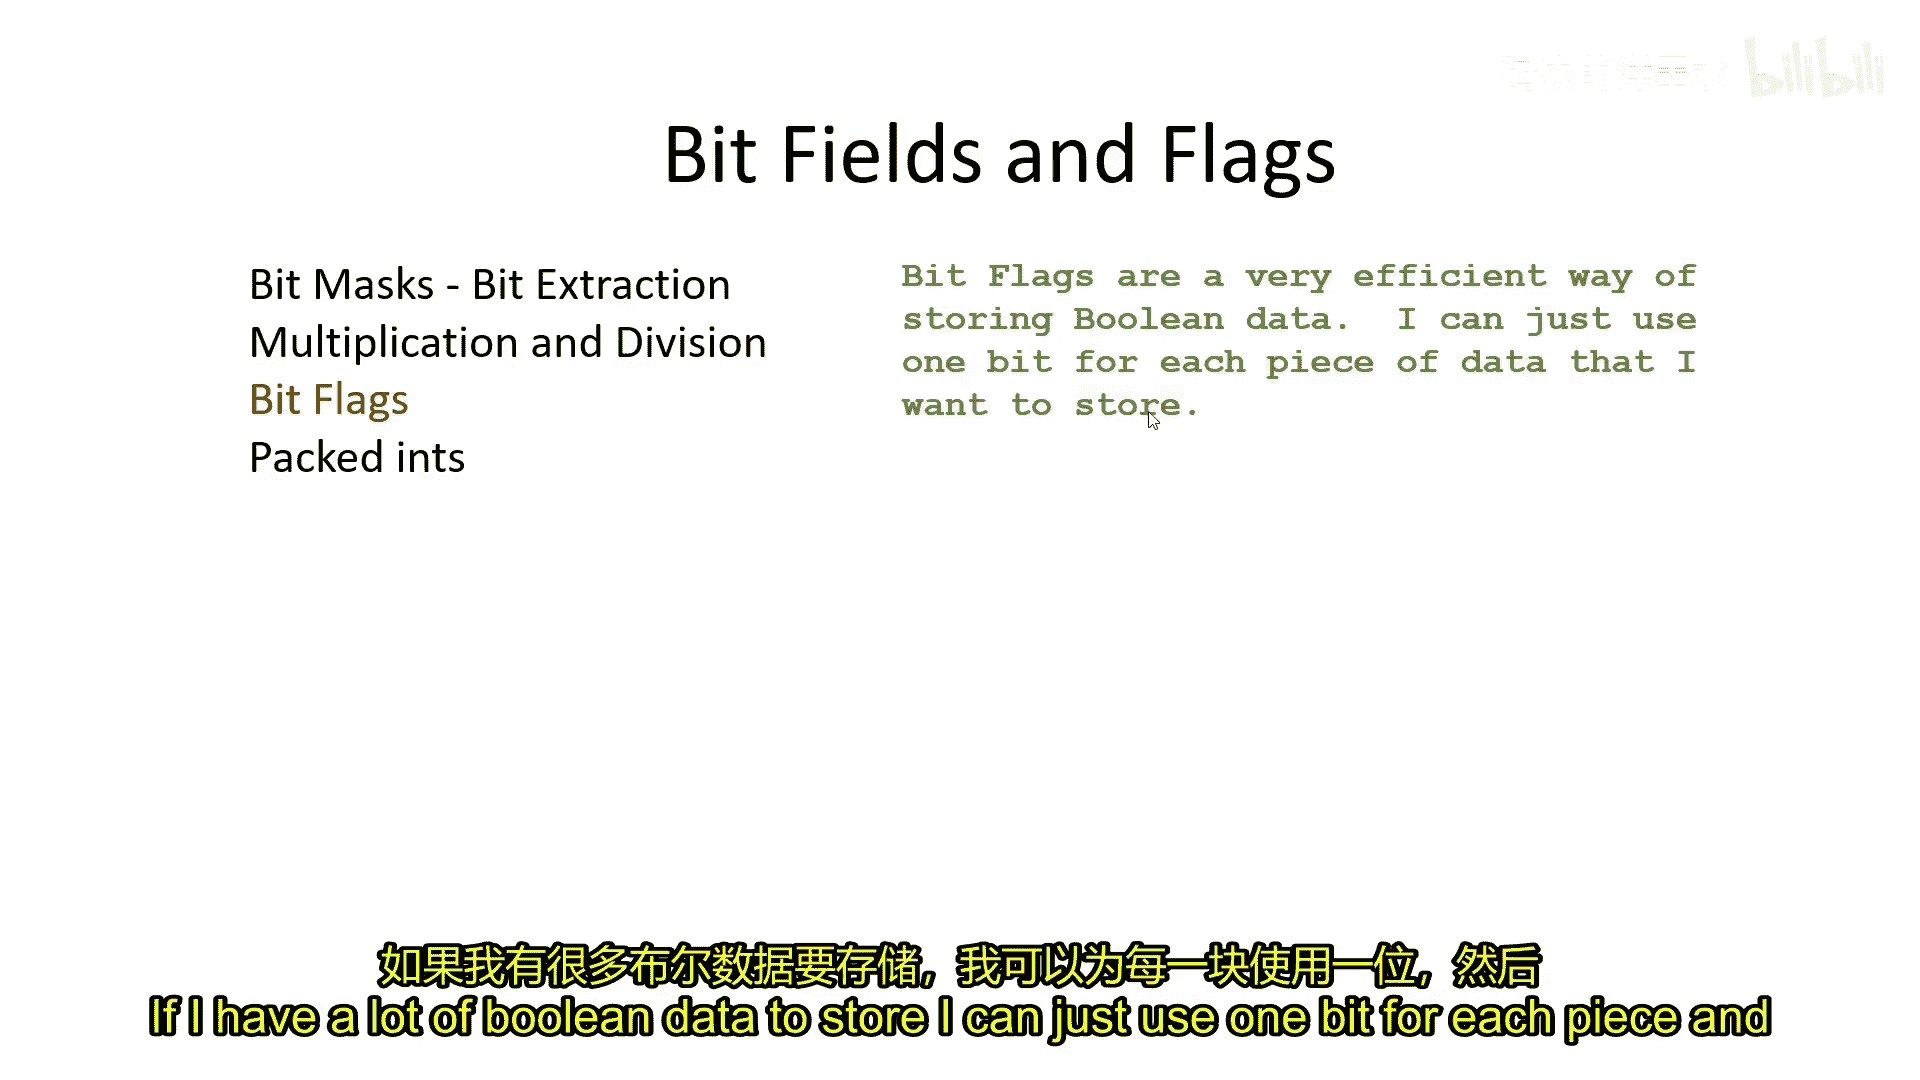 bilibili
Bit Fields and Flags
Bit Masks - Bit Extraction
Multiplication and Division
Bit Flags
Packed ints
Bit Flags are a very efficient way of
storing Boolean data.  I can just use
one bit for each piece of data that I
want to store.
如果我有很多布尔数据要存储，我可以为每一块使用一位，然后
If I have a lot of boolean data to store I can just use one bit for each piece and